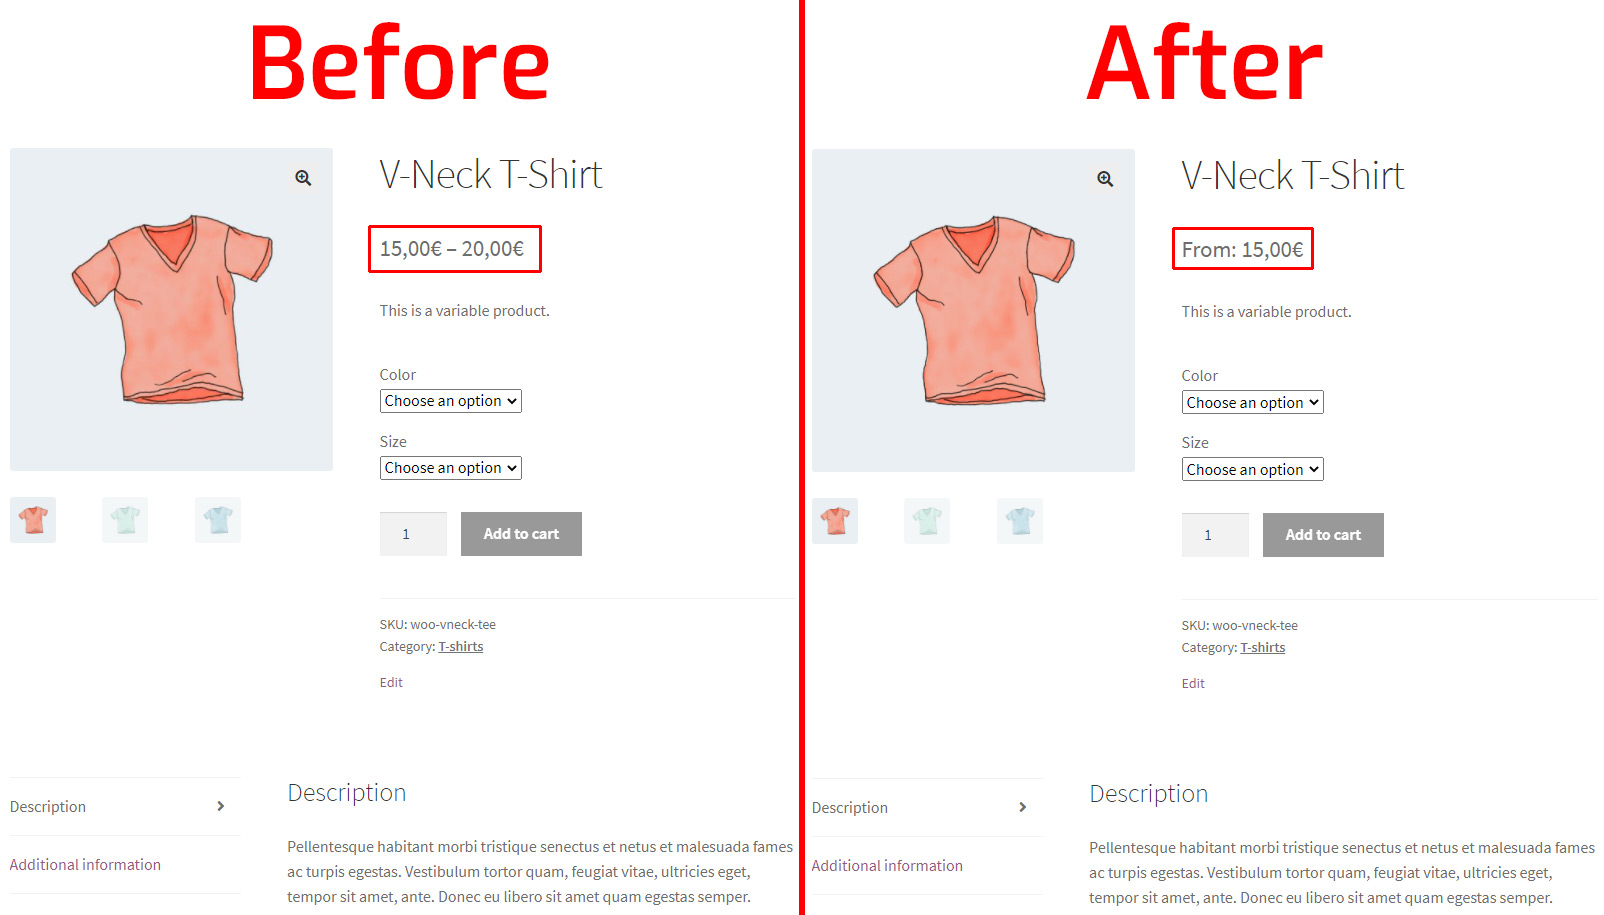 Before
V-Neck T-Shirt
15,00€ – 20,00€
This is a variable product.
Color
Choose an option
Size
Choose an option
1
Add to cart
SKU: woo-vneck-tee
Category: T-shirts
Edit
Description
Additional information
Description
Pellentesque habitant morbi tristique senectus et netus et malesuada fames
ac turpis egestas. Vestibulum tortor quam, feugiat vitae, ultricies eget,
tempor sit amet, ante. Donec eu libero sit amet quam egestas semper.
After
V-Neck T-Shirt
From: 15,00€
This is a variable product.
Color
Choose an option
Size
Choose an option
1
Add to cart
SKU: woo-vneck-tee
Category: T-shirts
Edit
Description
Additional information
Description
Pellentesque habitant morbi tristique senectus et netus et malesuada fames
ac turpis egestas. Vestibulum tortor quam, feugiat vitae, ultricies eget,
tempor sit amet, ante. Donec eu libero sit amet quam egestas semper.